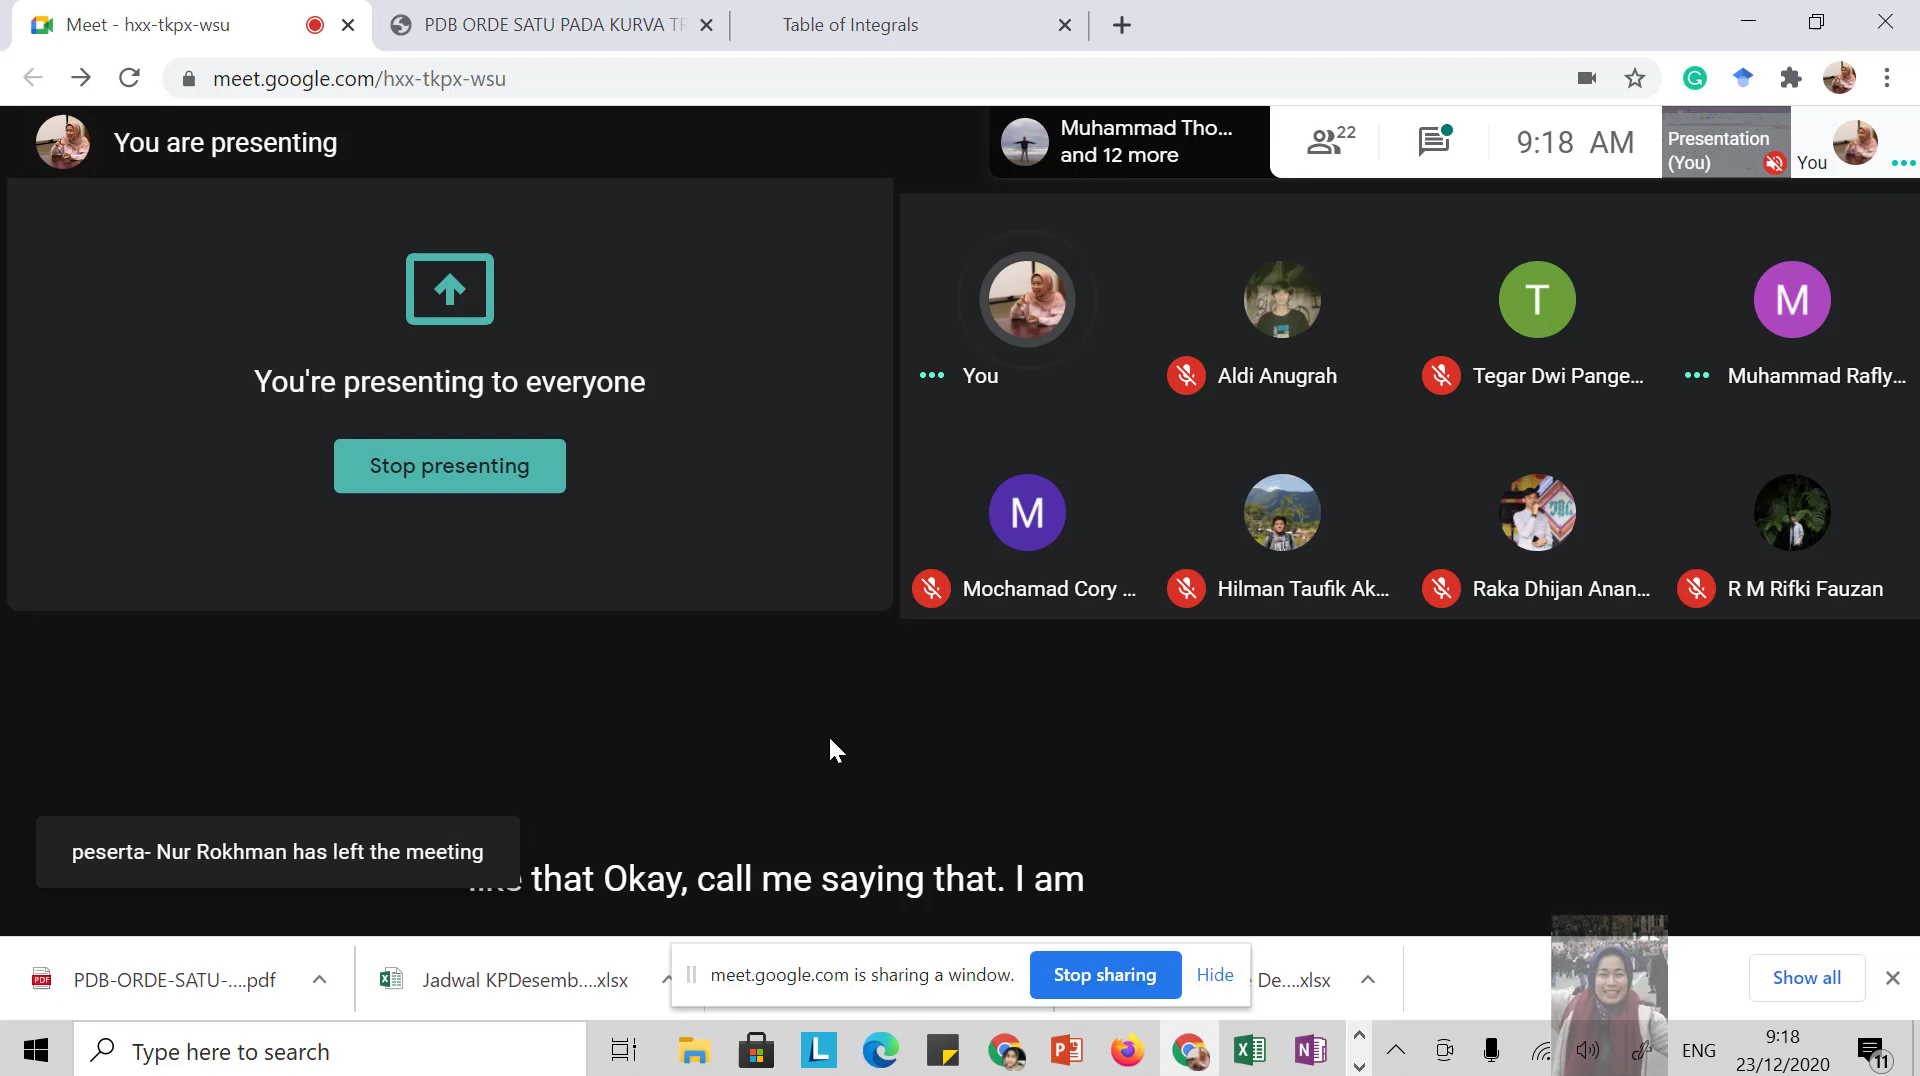 Meet - hxx-tkpx-wsu
PDB ORDE SATU PADA KURVA TR
Table of Integrals
meet.google.com/hxx-tkpx-wsu
You are presenting
Muhammad Tho...
and 12 more
22
9:18 AM
Presentation
(You)
You
You're presenting to everyone
Stop presenting
You
Aldi Anugrah
T
Tegar Dwi Pange...
M
Muhammad Rafly...
M
Mochamad Cory ...
Hilman Taufik Ak...
Raka Dhijan Anan...
R M Rifki Fauzan
peserta- Nur Rokhman has left the meeting
that Okay, call me saying that. I am
PDF
PDB-ORDE-SATU-....pdf
Jadwal KPDesemb....xlsx
meet.google.com is sharing a window.
Stop sharing
Hide
De....xlsx
Show all
Type here to search
L
ENG
9:18
23/12/2020
11